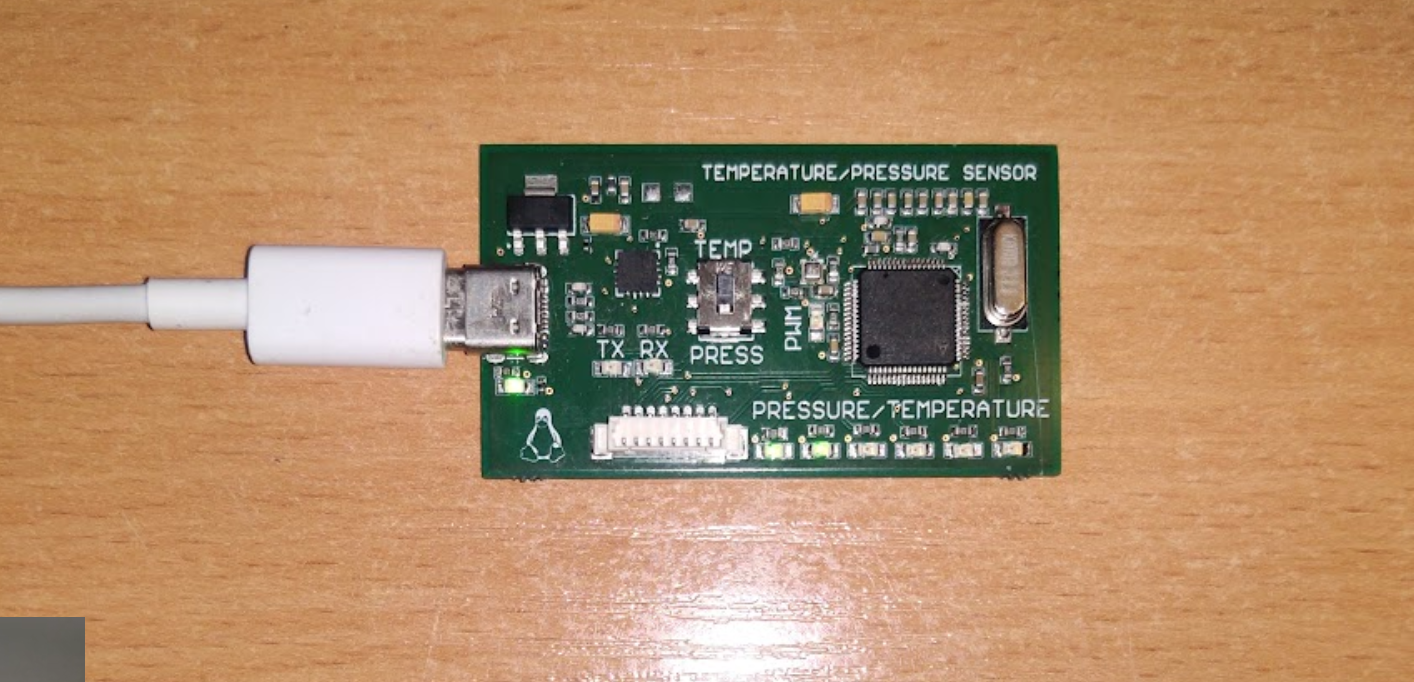 TEMPERATURE/PRESSURE SENSOR
TEMP
PWM
TX RX
PRESS
PRESSURE/TEMPERATURE